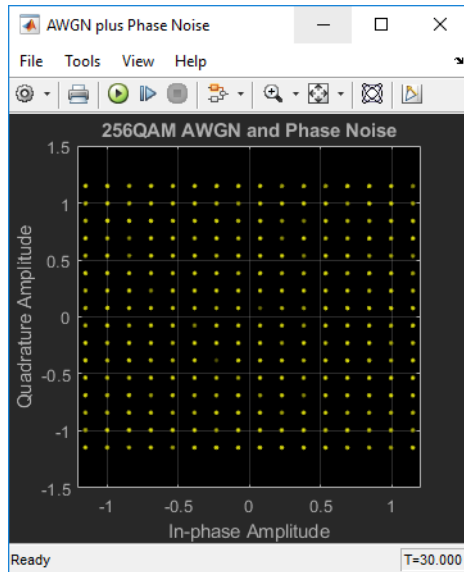 AWGN plus Phase Noise
File Tools View Help
256QAM AWGN and Phase Noise
1.5
1
0.5
0
-0.5
-1
-1.5
Quadrature Amplitude
-1 -0.5 0 0.5 1
In-phase Amplitude
Ready T=30.000